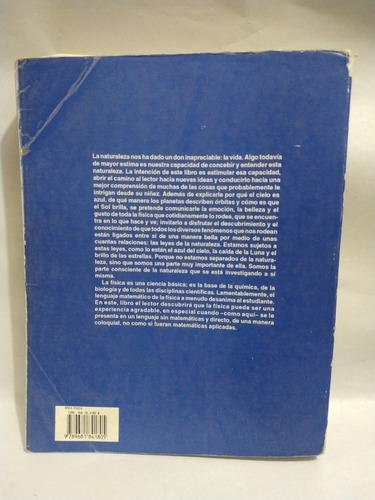 La naturaleza nos ha dado un don inapreciable: la vida. Algo todavía
de mayor estima es nuestra capacidad de concebir y entender esta
naturaleza. La intención de este libro es estimular esa capacidad,
abrir el camino al lector hacia nuevas ideas y conducirlo hacia una
mejor comprensión de muchas de las cosas que probablemente le
intrigan desde su niñez. Además de explicarle por qué el cielo es
azul, de qué manera los planetas describen órbitas y cómo es que
el Sol brilla, se pretende comunicarle la emoción, la belleza y el
gusto de toda la física que cotidianamente lo rodea, que se encuen-
tra en lo que hace y ve; invitarlo a disfrutar el descubrimiento y el
conocimiento de que todos los diversos fenómenos que nos rodean
están ligados entre sí de una manera bella por medio de unas
cuantas relaciones: las leyes de la naturaleza. Estamos sujetos a
estas leyes, como lo están el azul del cielo, la caída de la Luna y el
brillo de las estrellas. Porque no estamos separados de la natura-
leza, sino que somos una parte importante de ella. Somos la
parte consciente de la naturaleza que se está investigando a sí
misma.
La física es una ciencia básica; es la base de la química, de la
biología y de todas las disciplinas científicas. Lamentablemente, el
lenguaje matemático de la física a menudo desanima al estudiante.
En este, libro el lector descubrirá que la física puede ser una
experiencia agradable, en especial cuando –como aquí– se le
presenta en un lenguaje sin matemáticas y directo, de una manera
coloquial, no como si fueran matemáticas aplicadas.
9789681841805